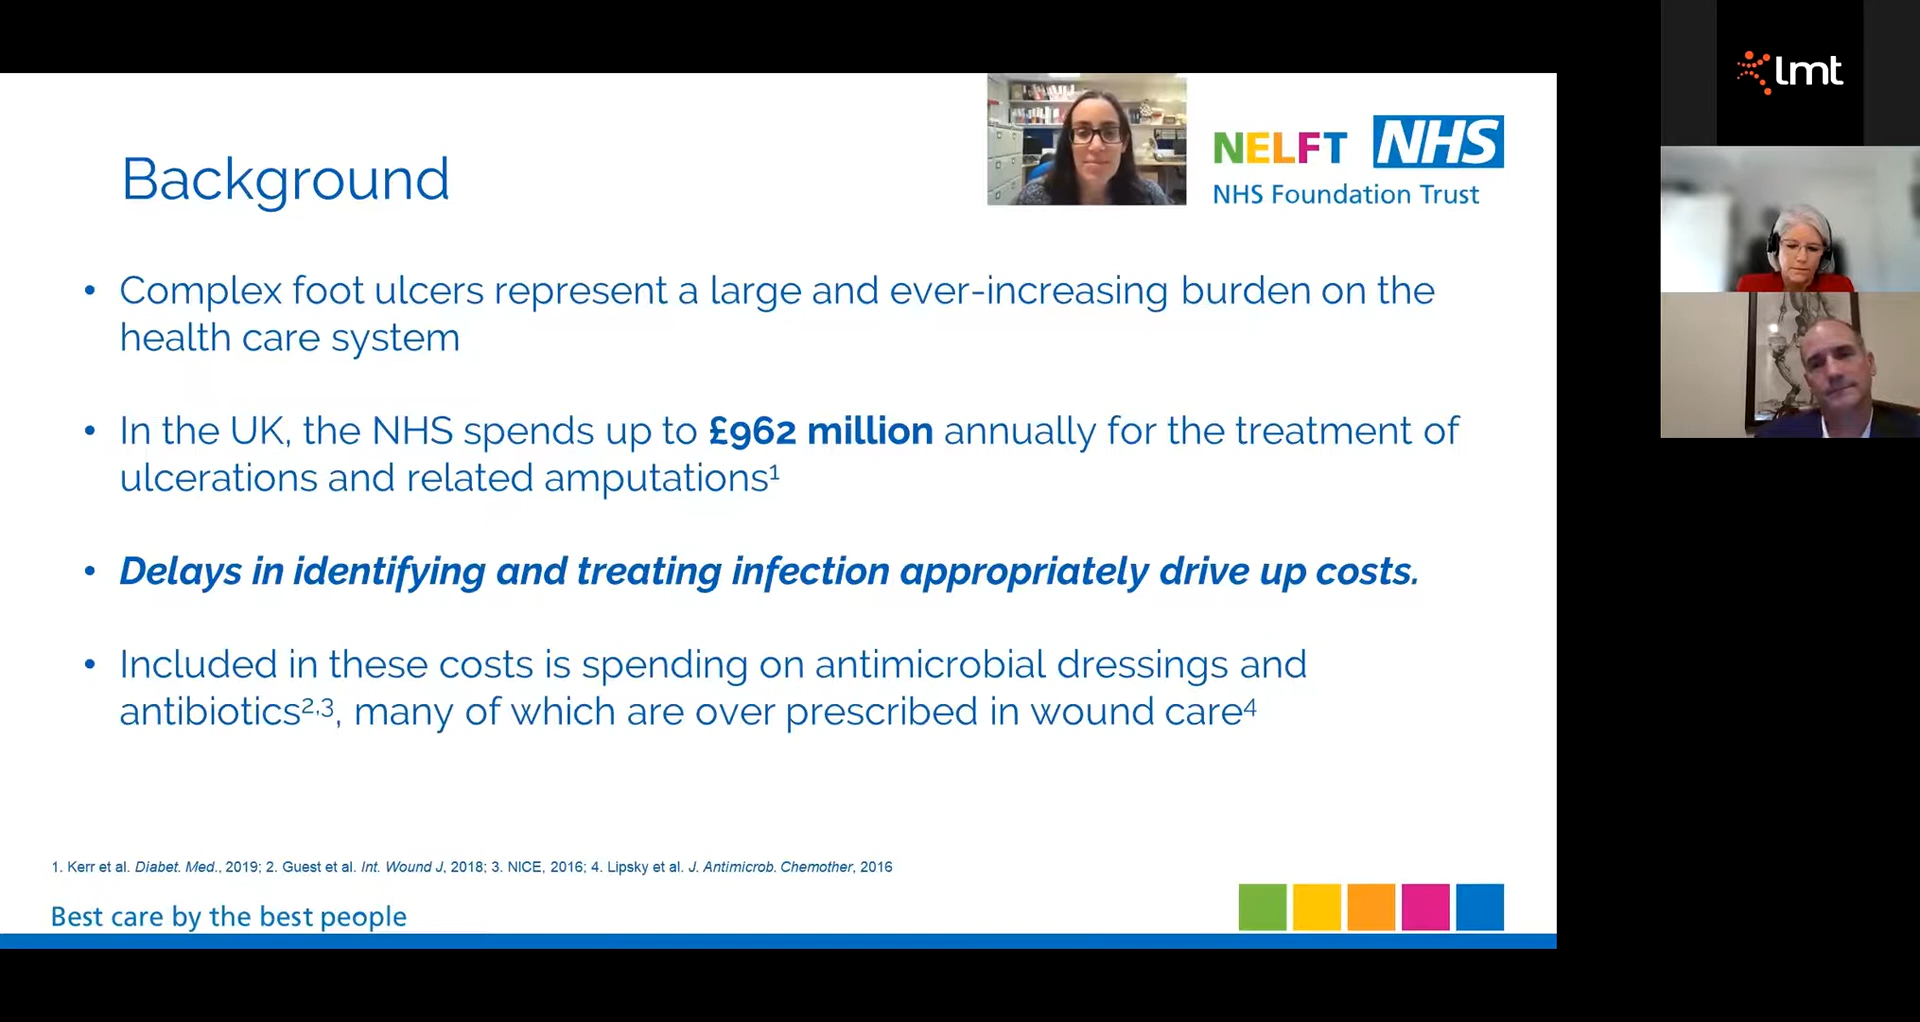 lmt
NELFT NHS
NHS Foundation Trust
Background
• Complex foot ulcers represent a large and ever-increasing burden on the
health care system
• In the UK, the NHS spends up to £962 million annually for the treatment of
ulcerations and related amputations¹
• Delays in identifying and treating infection appropriately drive up costs.
• Included in these costs is spending on antimicrobial dressings and
antibiotics²,³, many of which are over prescribed in wound care⁴
1. Kerr et al. Diabet. Med., 2019; 2. Guest et al. Int. Wound J, 2018; 3. NICE, 2016; 4. Lipsky et al. J. Antimicrob. Chemother, 2016
Best care by the best people